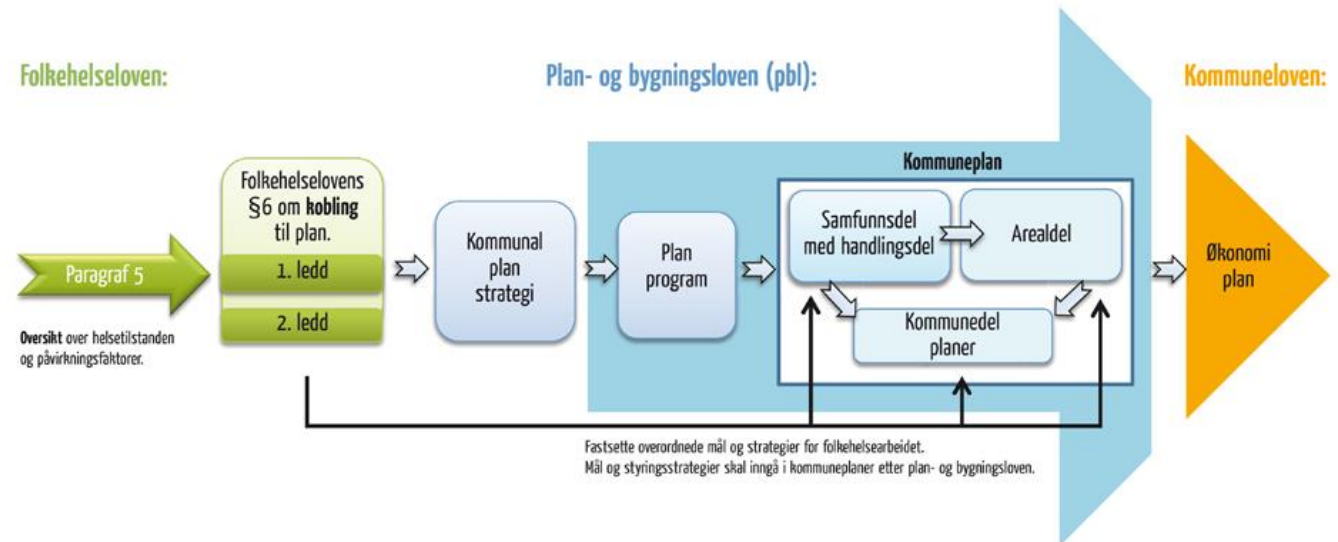 Folkehelseloven:
Plan- og bygningsloven (pbl):
Kommuneloven:
Paragraf 5
Oversikt over helsetilstanden
og påvirkningsfaktorer.
Folkehelselovens
§6 om kobling
til plan.
1. ledd
2. ledd
Kommunal
plan
strategi
Plan
program
Kommuneplan
Samfunnsdel
med handlingsdel
Arealdel
Kommunedel
planer
Økonomi
plan
Fastsette overordnede mål og strategier for folkehelsearbeidet.
Mål og styringsstrategier skal inngå i kommuneplaner etter plan- og bygningsloven.